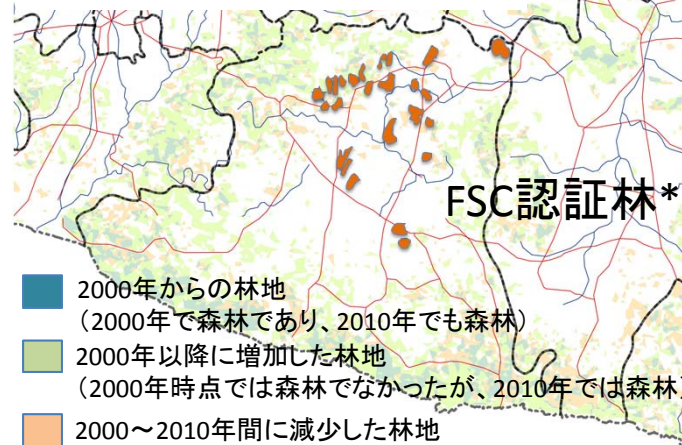 FSC認証林*
2000年からの林地
（2000年で森林であり、2010年でも森林）
2000年以降に増加した林地
（2000年時点では森林でなかったが、2010年では森林）
2000～2010年間に減少した林地